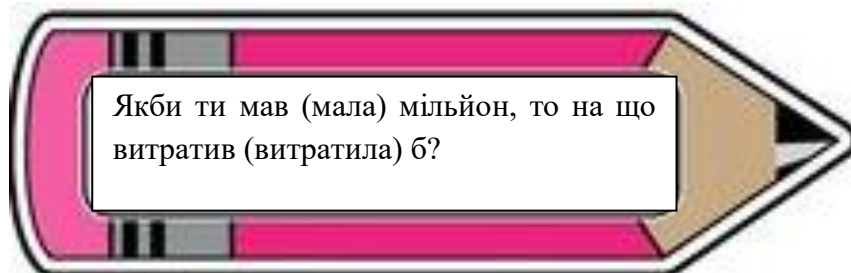 Якби ти мав (мала) мільйон, то на що
витратив (витратила) б?